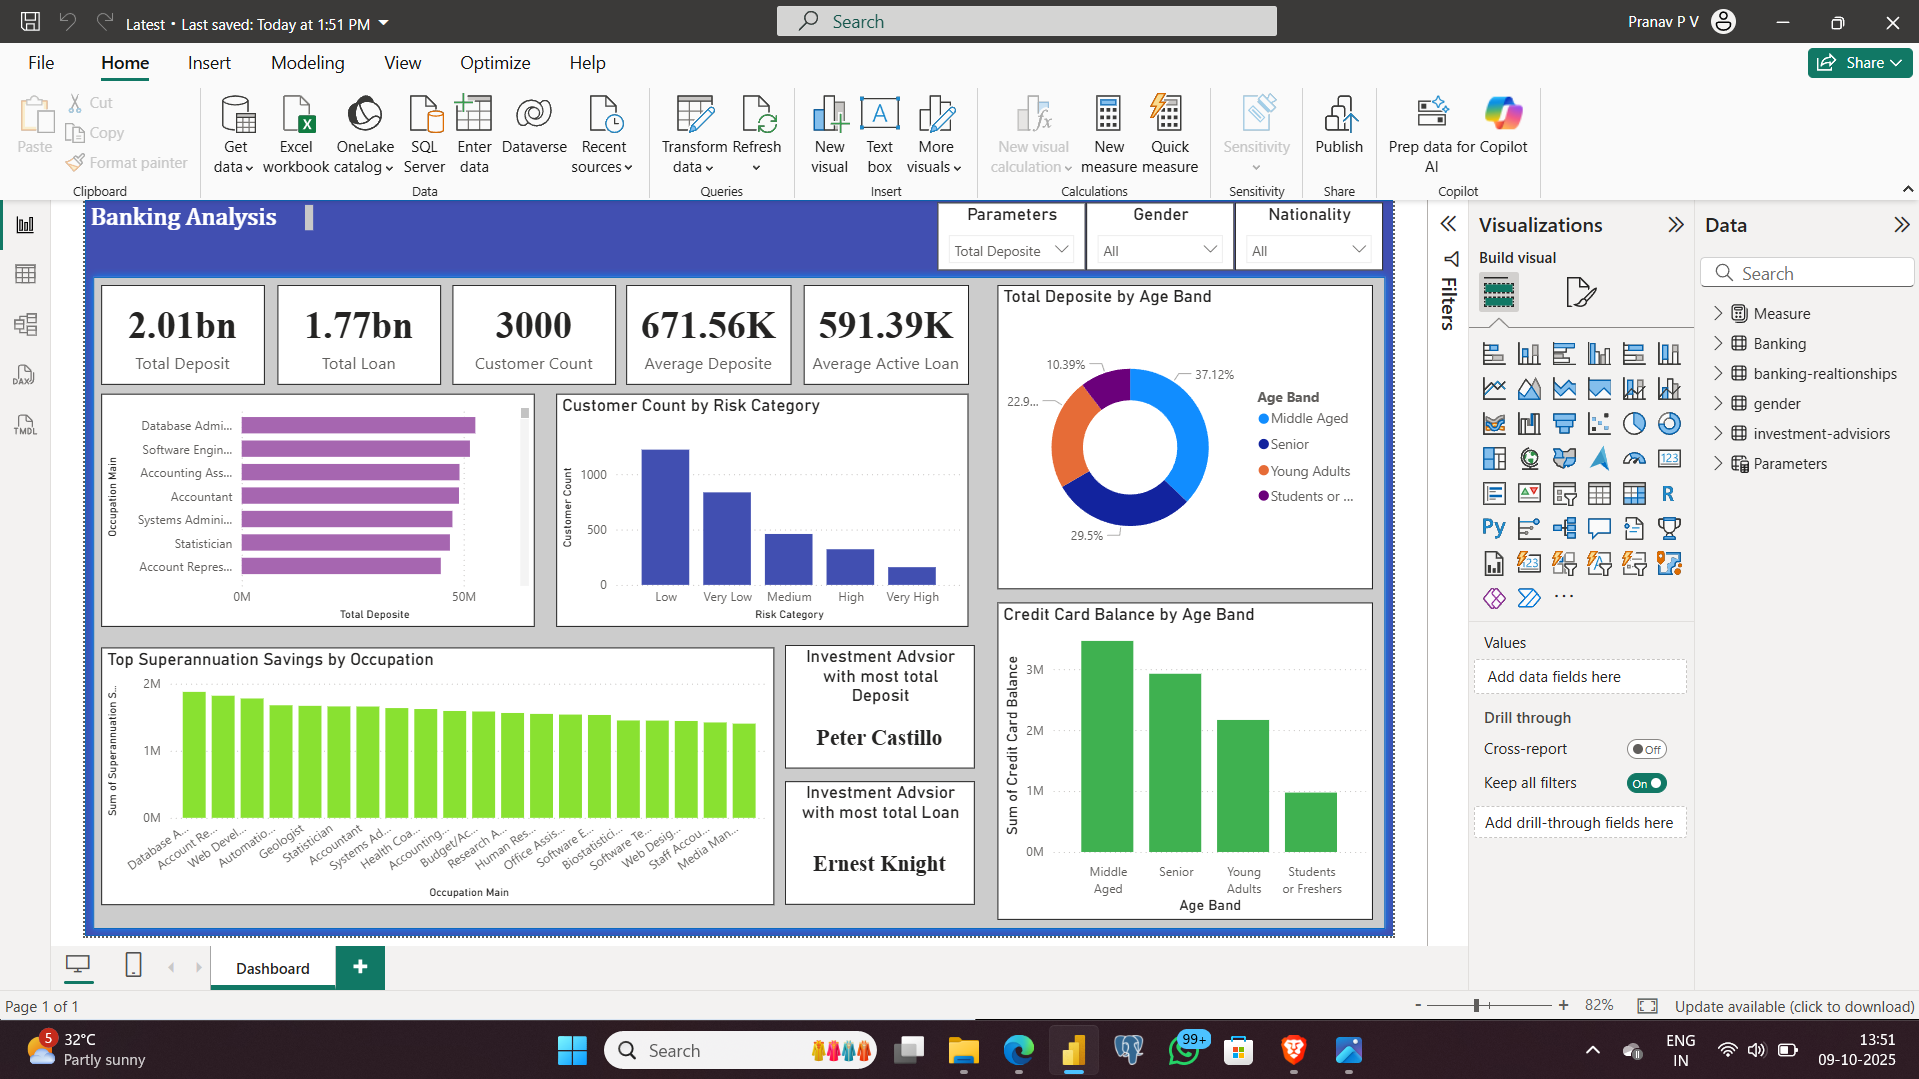 Latest • Last saved: Today at 1:51 PM
Search
Pranav P V
File
Home
Insert
Modeling
View
Optimize
Help
Share
Paste
Cut
Copy
Format painter
Clipboard
Get data
Excel workbook
OneLake catalog
SQL Server
Enter data
Dataverse
Recent sources
Data
Transform data
Refresh
Queries
New visual
Text box
More visuals
Insert
New visual calculation
New measure
Quick measure
Calculations
Sensitivity
Sensitivity
Publish
Share
Prep data for AI
Copilot
Copilot
Banking Analysis
Parameters
Total Deposite
Gender
All
Nationality
All
2.01bn
Total Deposit
1.77bn
Total Loan
3000
Customer Count
671.56K
Average Deposite
591.39K
Average Active Loan
Occupation Main
Database Admi...
Software Engin...
Accounting Ass...
Accountant
Systems Admini...
Statistician
Account Repres...
0M
50M
Total Deposite
Customer Count by Risk Category
Customer Count
1000
500
0
Low
Very Low
Medium
High
Very High
Risk Category
Total Deposite by Age Band
10.39%
37.12%
22.9...
29.5%
Age Band
Middle Aged
Senior
Young Adults
Students or ...
Top Superannuation Savings by Occupation
Sum of Superannuation S...
2M
1M
0M
Database A...
Account Re...
Web Devel...
Automatio...
Geologist
Statistician
Accountant
Systems Ad...
Health Coa...
Accounting...
Budget/Ac...
Research A...
Human Res...
Office Assis...
Software E...
Biostatistici...
Software Te...
Web Desig...
Staff Accou...
Media Man...
Occupation Main
Investment Advsior
with most total
Deposit
Peter Castillo
Investment Advsior
with most total Loan
Ernest Knight
Credit Card Balance by Age Band
Sum of Credit Card Balance
3M
2M
1M
0M
Middle Aged
Senior
Young Adults
Students or Freshers
Age Band
Filters
Visualizations
Build visual
123
R
Py
123
Values
Add data fields here
Drill through
Cross-report
Off
Keep all filters
On
Add drill-through fields here
Data
Search
Measure
Banking
banking-realtionships
gender
investment-advisiors
Parameters
DAX
TMDL
Dashboard
Page 1 of 1
- + 82%
Update available (click to download)
5
32°C
Partly sunny
Search
99+
ENG
IN
13:51
09-10-2025